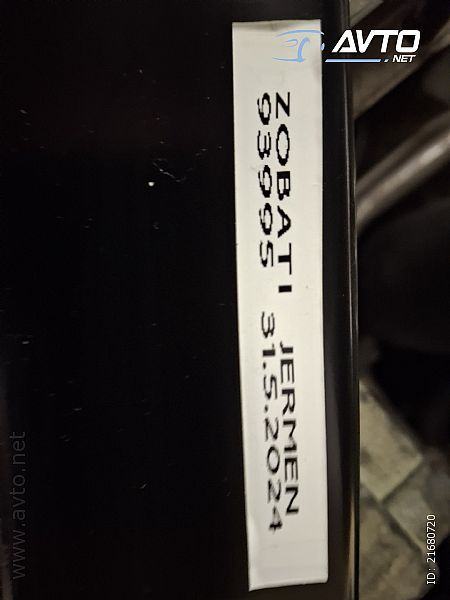 AVTO
.NET
ZOBATI JERMEN
93995 31.5.2024
www.avto.net
ID: 21680720